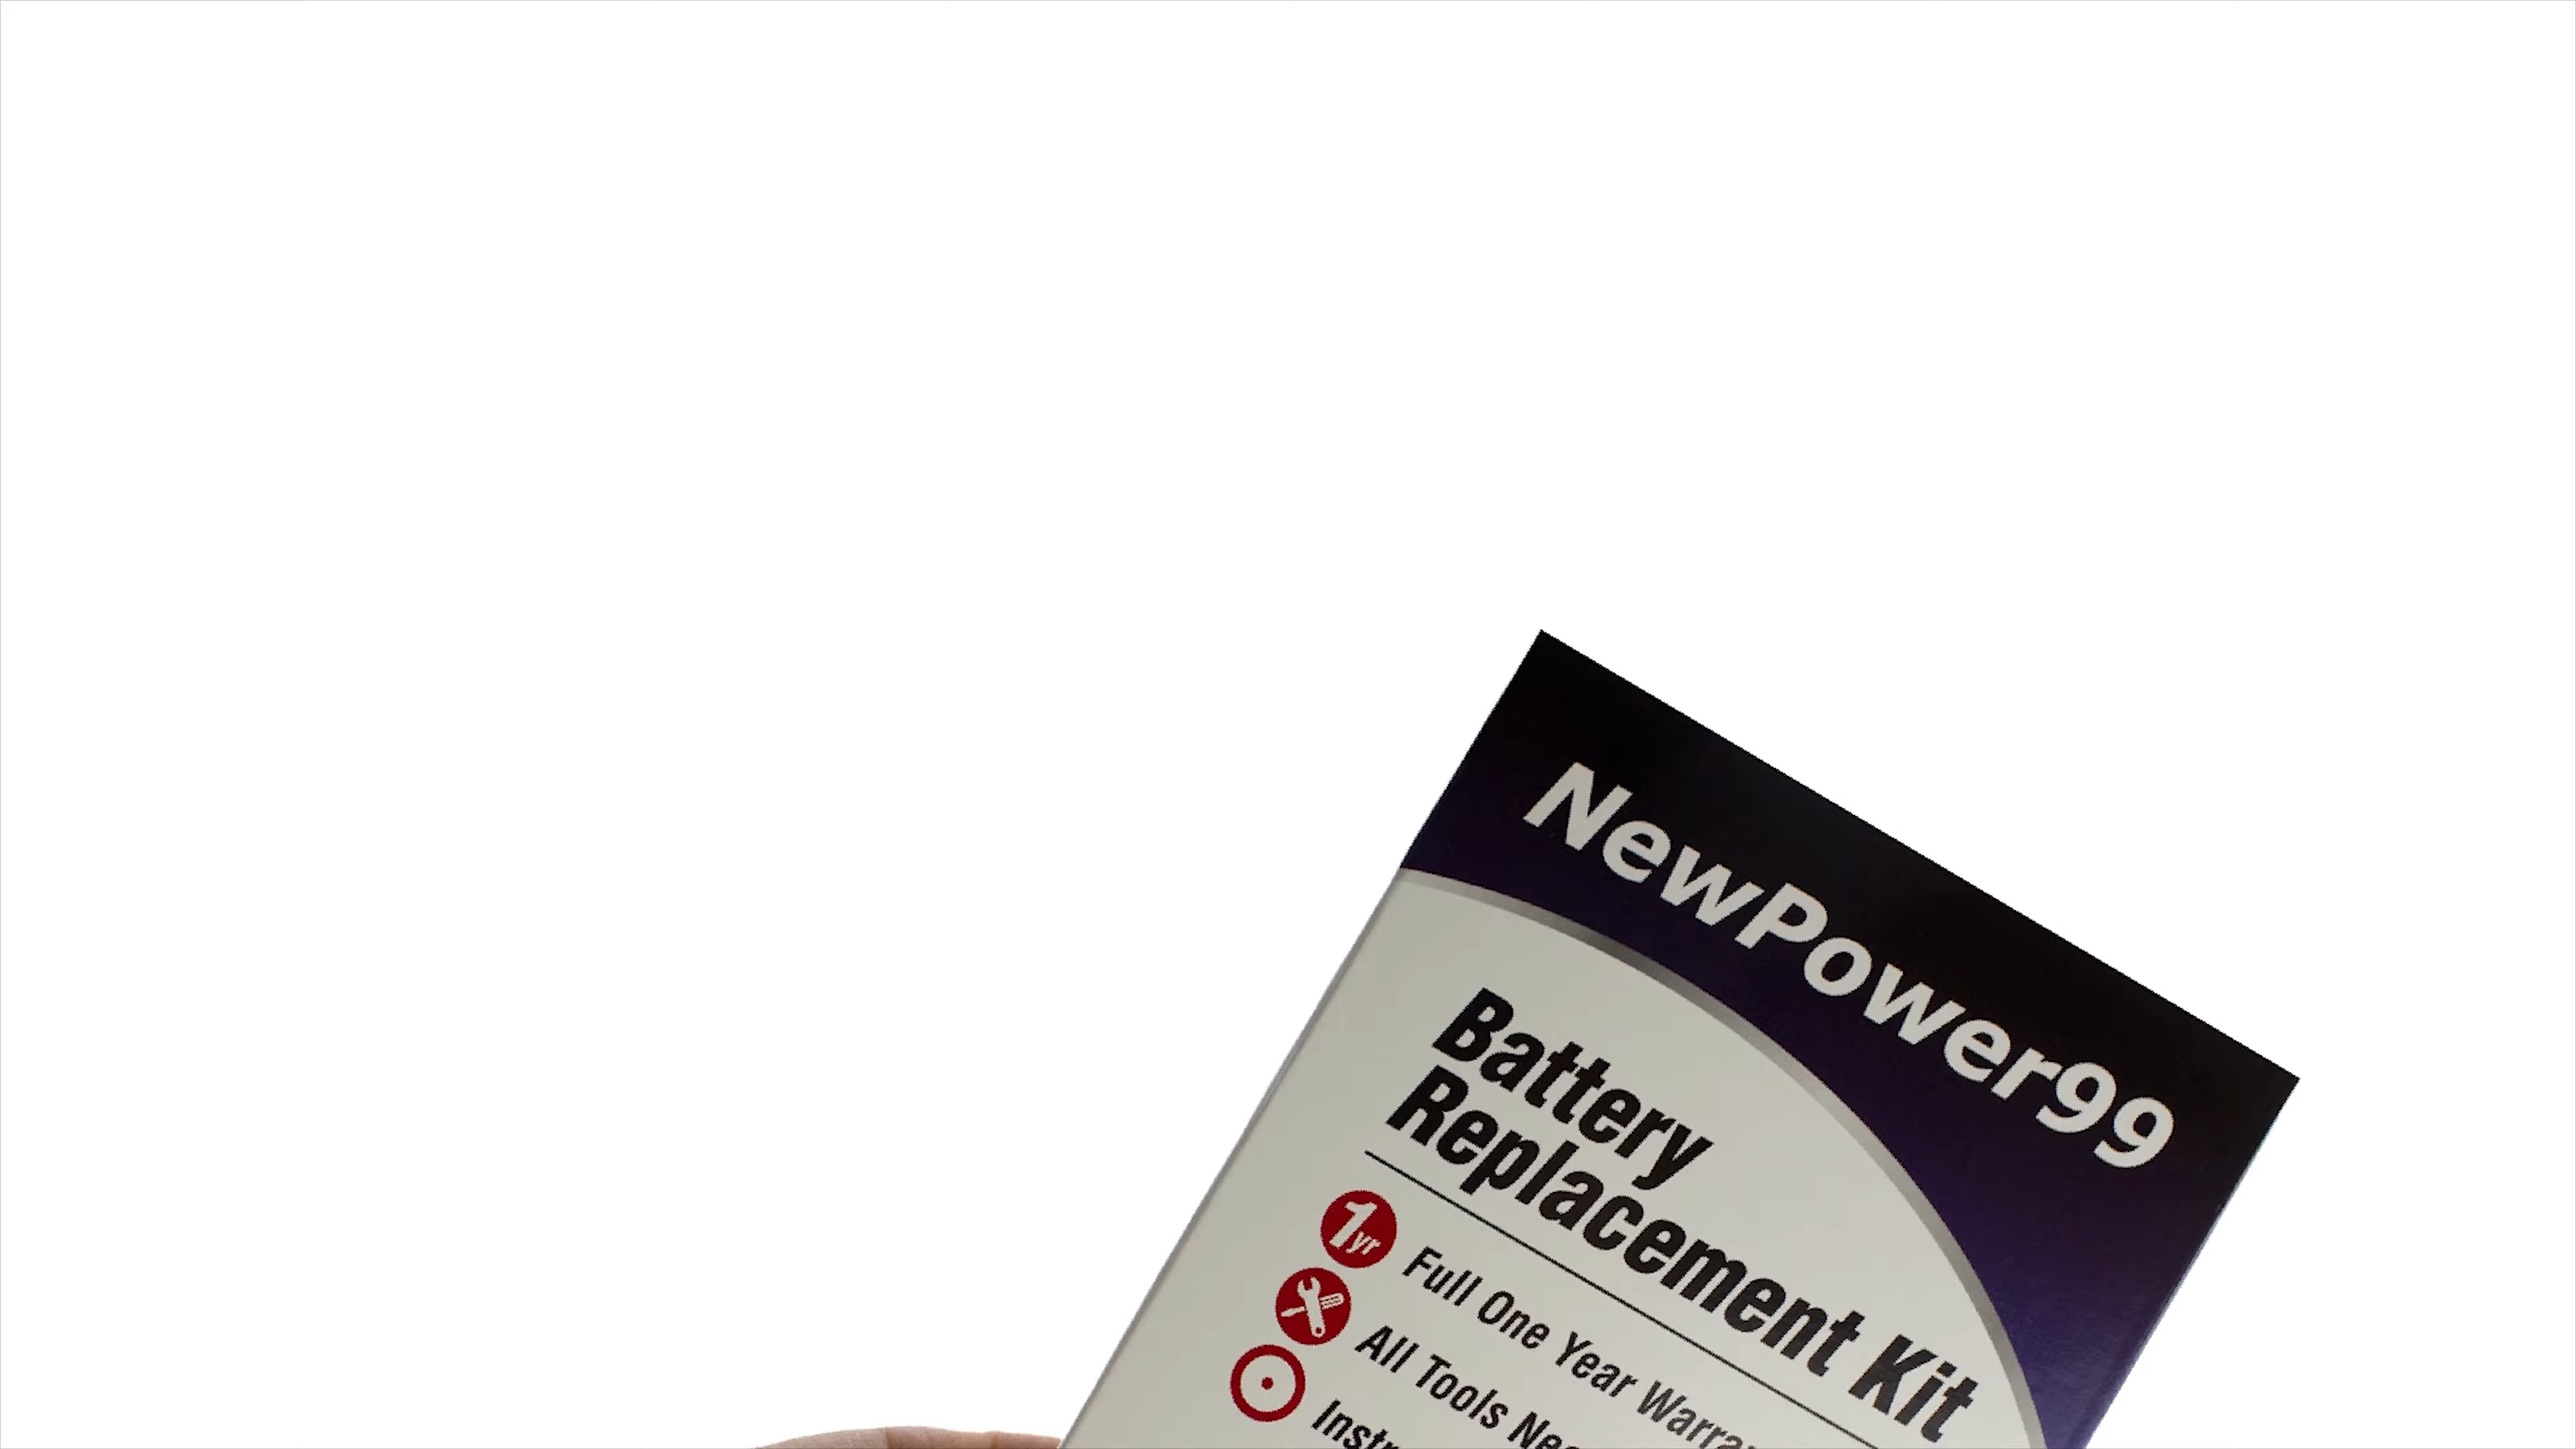 NewPower99
Battery
Replacement Kit
1yr Full One Year
All Tools